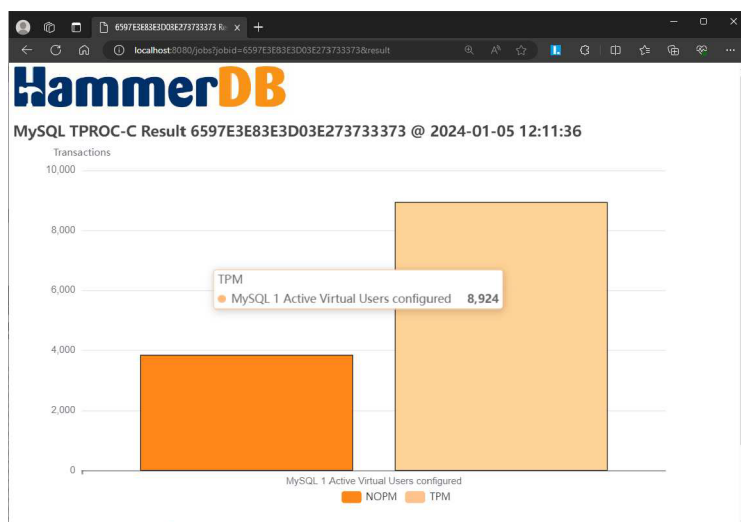 6597E3E83E3D03E273733373 Re
localhost:8080/jobs?jobid=6597E3E83E3D03E273733373&result
HammerDB
MySQL TPROC-C Result 6597E3E83E3D03E273733373 @ 2024-01-05 12:11:36
Transactions
10,000
8,000
6,000
4,000
2,000
0
TPM
MySQL 1 Active Virtual Users configured 8,924
MySQL 1 Active Virtual Users configured
NOPM TPM